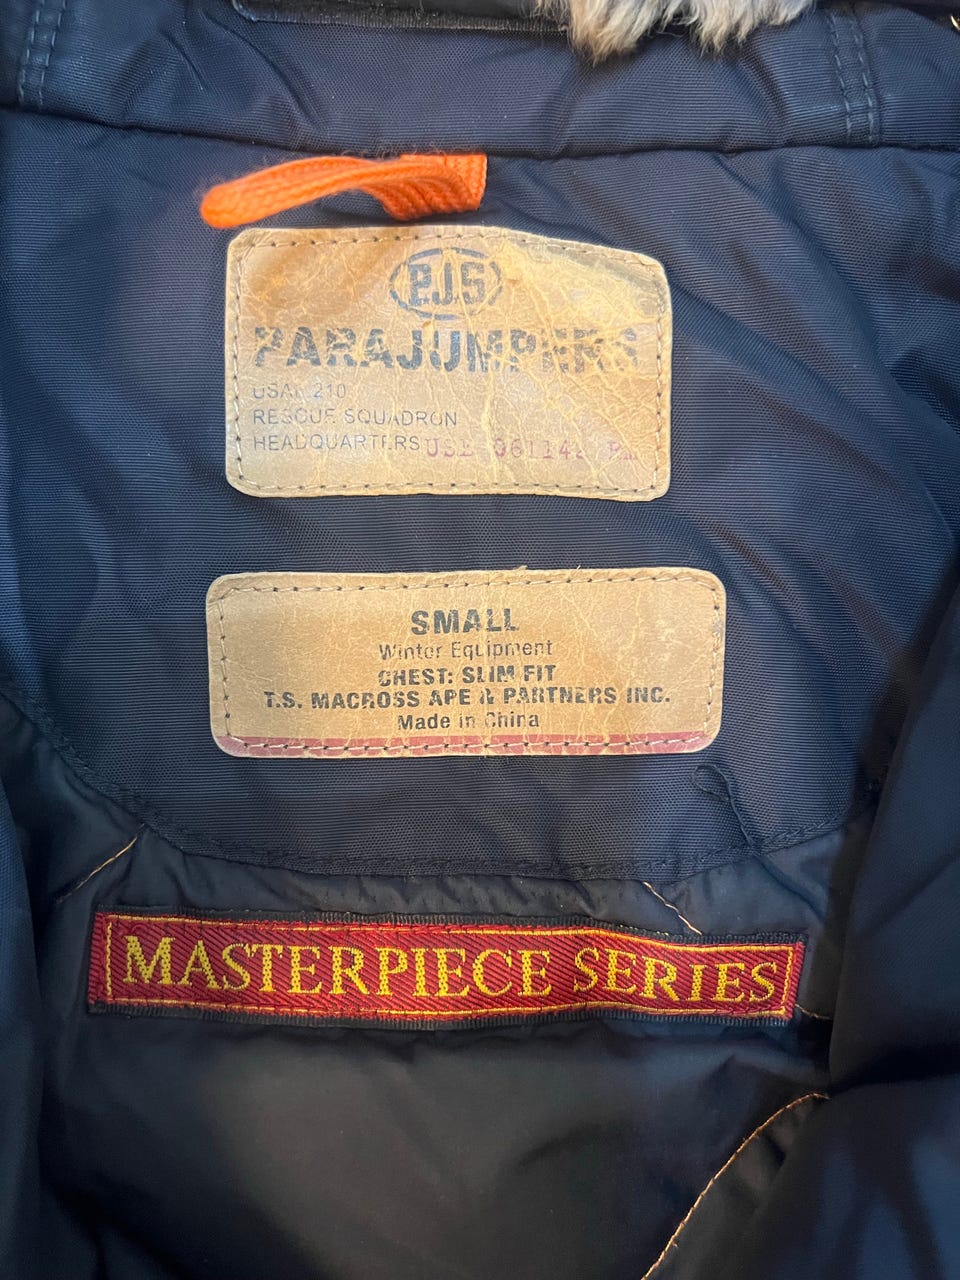 P.J.S
PARAJUMPERS
USAF 210
RESCUE SQUADRON
HEADQUARTERS
SMALL
Winter Equipment
CHEST: SLIM FIT
T.S. MACROSS APE & PARTNERS INC.
Made in China
MASTERPIECE SERIES